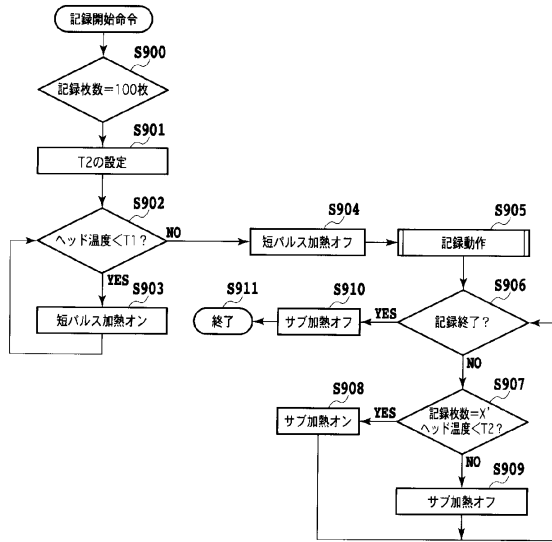 記録開始命令
S900
記録枚数=100枚
S901
T2の設定
S902
ヘッド温度<T1?
NO
YES
S903
短パルス加熱オン
S904
短パルス加熱オフ
S905
記録動作
S906
記録終了?
YES
NO
S910
サブ加熱オフ
S911
終了
S907
記録枚数=X'
ヘッド温度<T2?
YES
NO
S908
サブ加熱オン
S909
サブ加熱オフ